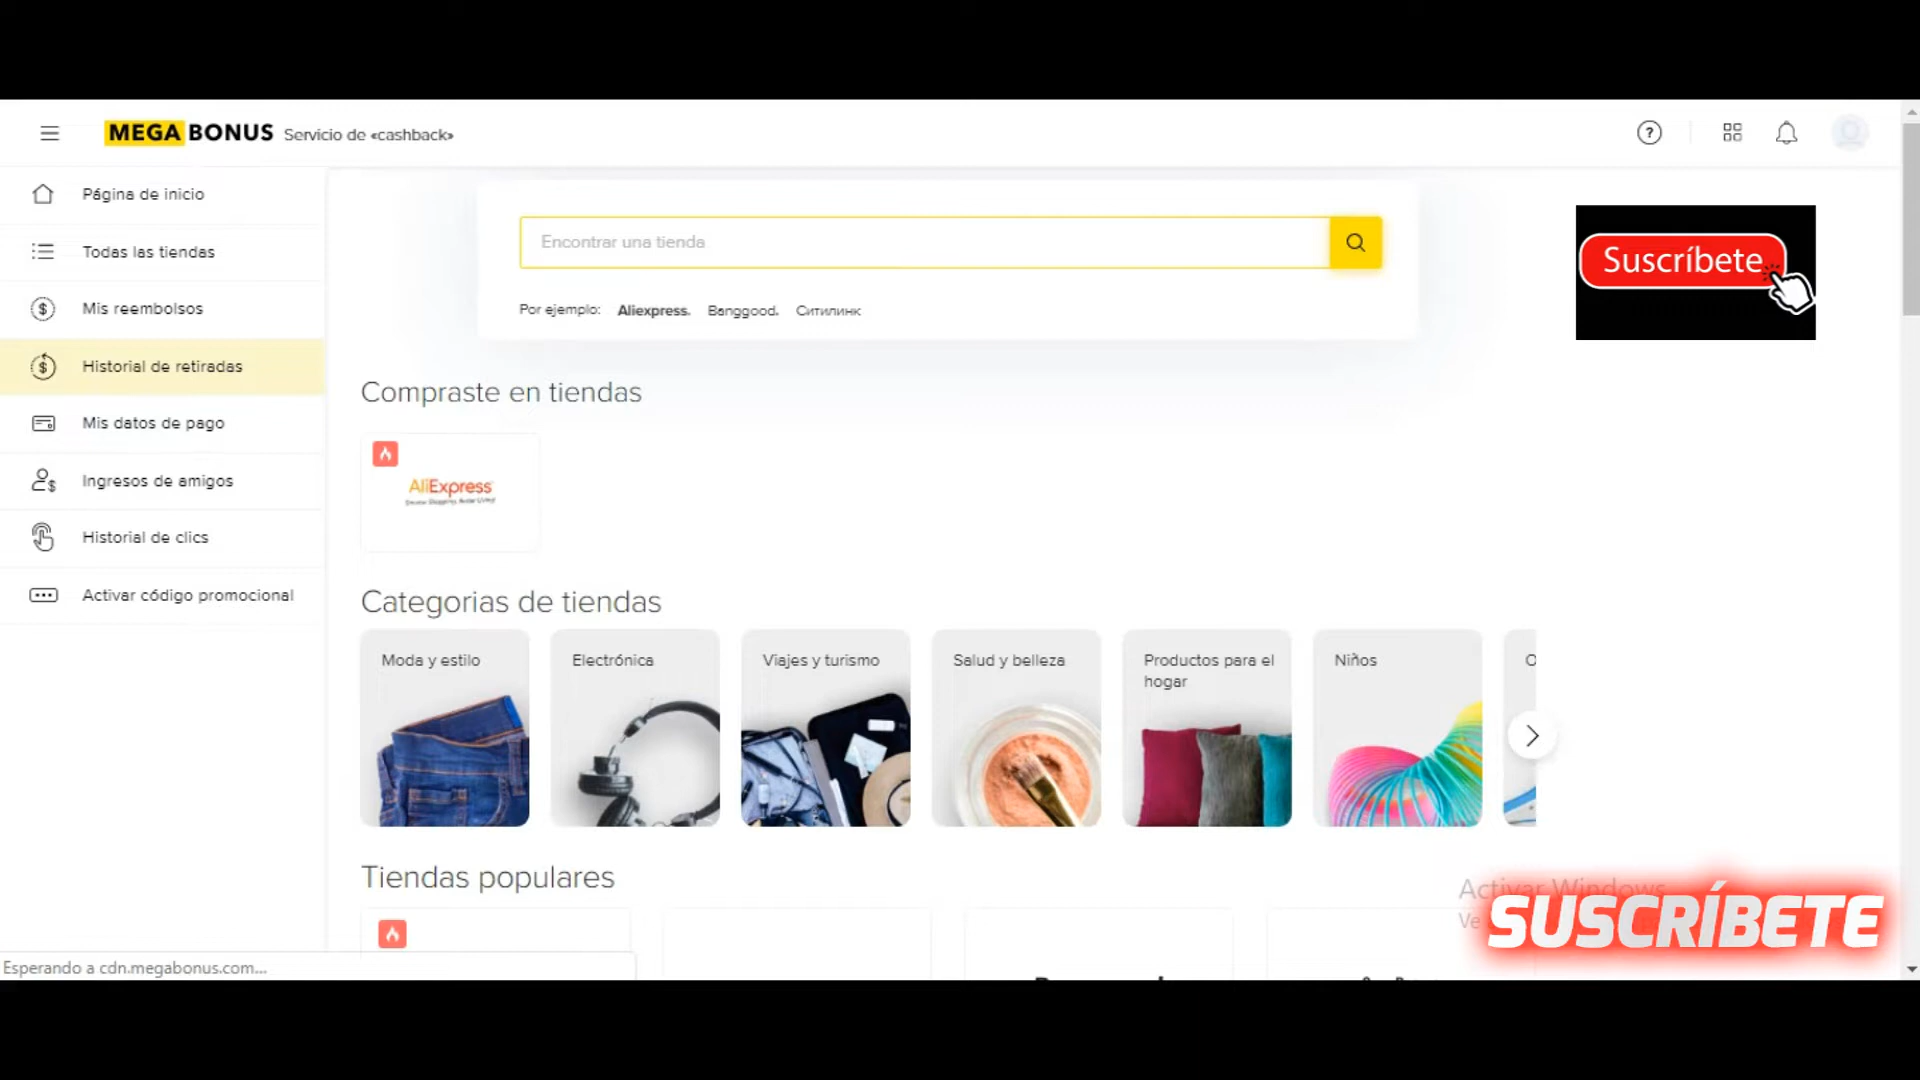 MEGA BONUS Servicio de «cashback»
Página de inicio
Todas las tiendas
Mis reembolsos
Historial de retiradas
Mis datos de pago
Ingresos de amigos
Historial de clics
Activar código promocional
Encontrar una tienda
Por ejemplo: Aliexpress. Banggood. Ситилинк
Suscríbete
Compraste en tiendas
AliExpress
Categorias de tiendas
Moda y estilo
Electrónica
Viajes y turismo
Salud y belleza
Productos para el
hogar
Niños
Tiendas populares
Activar Windows
Ve
SUSCRÍBETE
Esperando a cdn.megabonus.com...